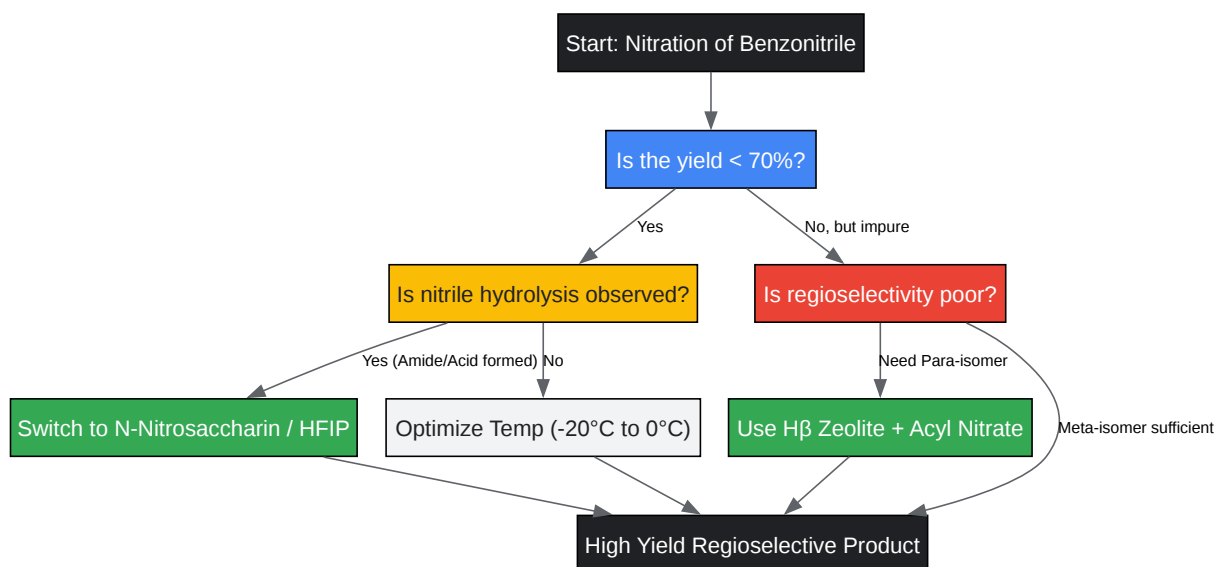 Start: Nitration of Benzonitrile
Is the yield < 70%?
Yes
No, but impure
Is nitrile hydrolysis observed?
Is regioselectivity poor?
Yes (Amide/Acid formed)
No
Need Para-isomer
Switch to N-Nitrosaccharin / HFIP
Optimize Temp (-20°C to 0°C)
Use Hβ Zeolite + Acyl Nitrate
Meta-isomer sufficient
High Yield Regioselective Product